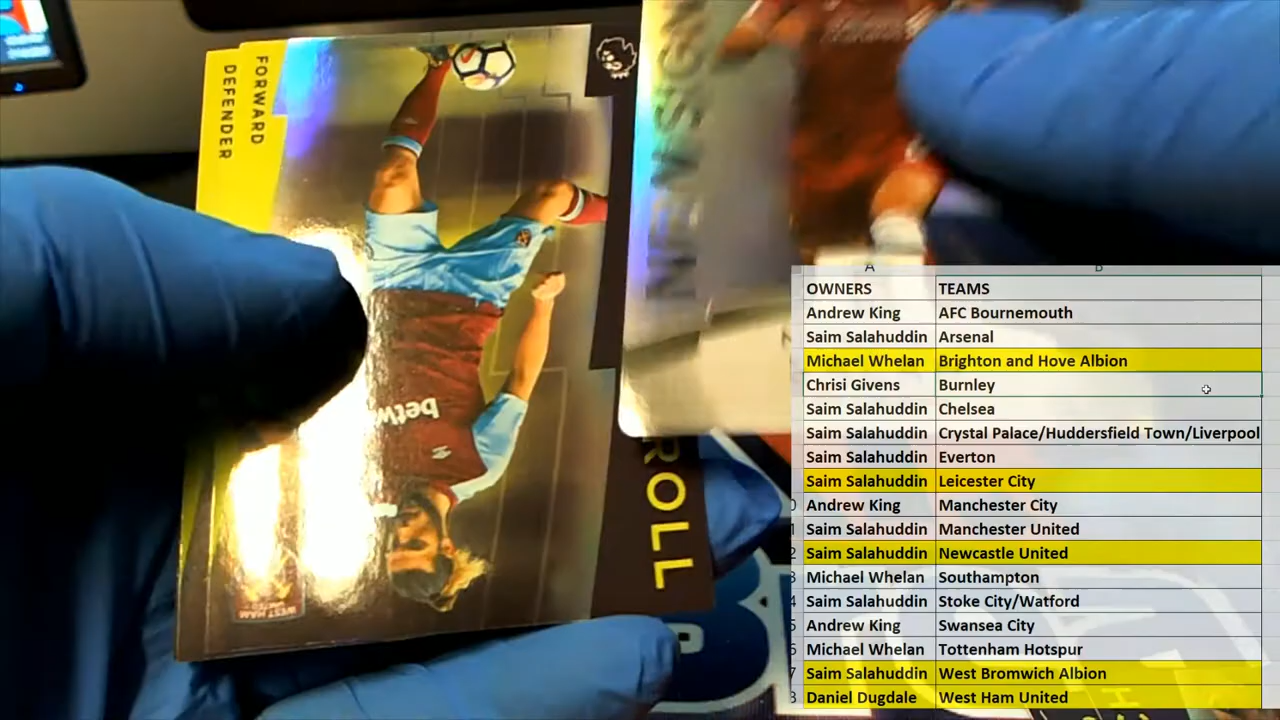 FORWARD
DEFENDER
NEW SIGN
betw
ROLL
WEST HAM
UNITED
A B
OWNERS TEAMS
Andrew King AFC Bournemouth
Saim Salahuddin Arsenal
Michael Whelan Brighton and Hove Albion
Chrisi Givens Burnley
Saim Salahuddin Chelsea
Saim Salahuddin Crystal Palace/Huddersfield Town/Liverpool
Saim Salahuddin Everton
Saim Salahuddin Leicester City
Andrew King Manchester City
Saim Salahuddin Manchester United
Saim Salahuddin Newcastle United
Michael Whelan Southampton
Saim Salahuddin Stoke City/Watford
Andrew King Swansea City
Michael Whelan Tottenham Hotspur
Saim Salahuddin West Bromwich Albion
Daniel Dugdale West Ham United